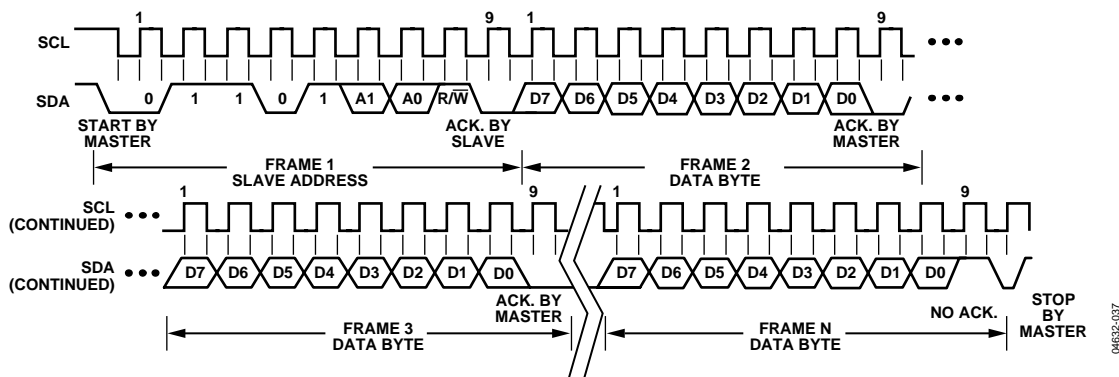 1 9 1 9
SCL
SDA 0 1 1 0 1 A1 A0 R/W̅ D7 D6 D5 D4 D3 D2 D1 D0
START BY
MASTER
ACK. BY
SLAVE
ACK. BY
MASTER
FRAME 1
SLAVE ADDRESS
FRAME 2
DATA BYTE
1 9 1 9
SCL
(CONTINUED)
SDA
(CONTINUED)
D7 D6 D5 D4 D3 D2 D1 D0 D7 D6 D5 D4 D3 D2 D1 D0
ACK. BY
MASTER
NO ACK.
STOP
BY
MASTER
FRAME 3
DATA BYTE
FRAME N
DATA BYTE
04632-037